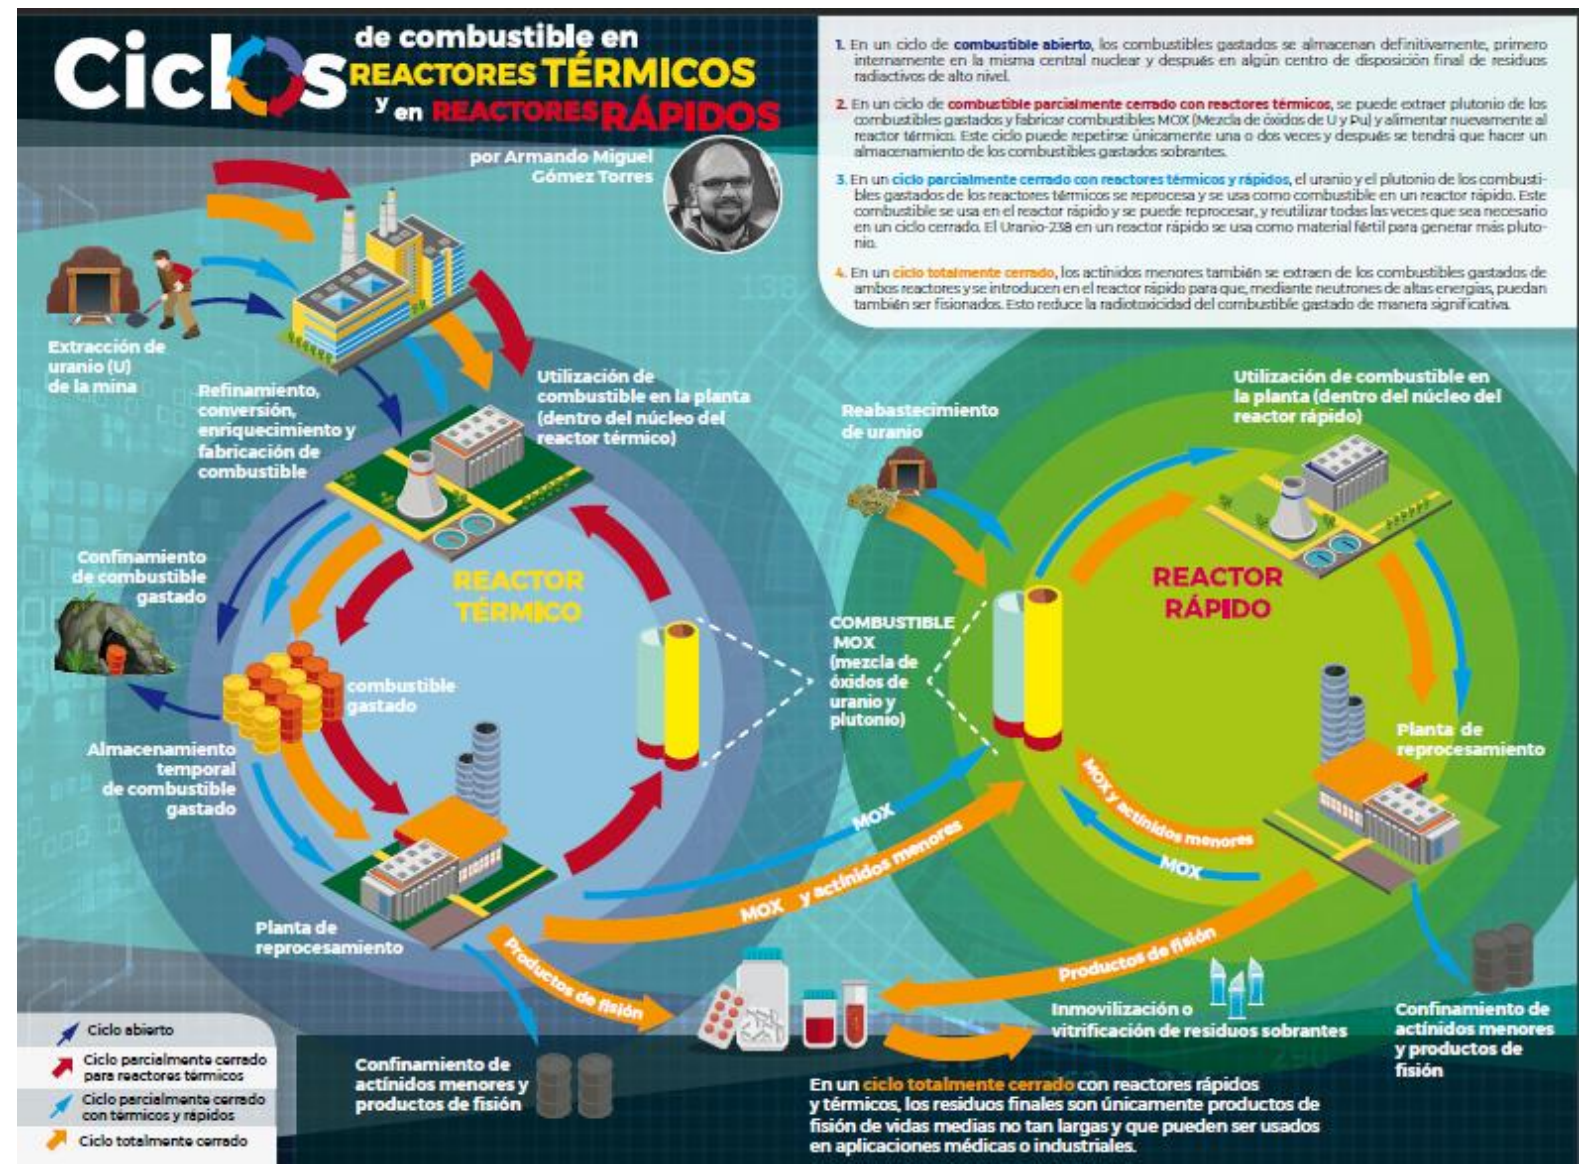 Ciclos
de combustible en
REACTORES TÉRMICOS
y en REACTORES RÁPIDOS
por Armando Miguel
Gómez Torres
1. En un ciclo de combustible abierto, los combustibles gastados se almacenan definitivamente, primero
internamente en la misma central nuclear y después en algún centro de disposición final de residuos
radiactivos de alto nivel.
2. En un ciclo de combustible parcialmente cerrado con reactores térmicos, se puede extraer plutonio de los
combustibles gastados y fabricar combustibles MOX (Mezcla de óxidos de U y Pu) y alimentar nuevamente al
reactor térmico. Este ciclo puede repetirse únicamente una o dos veces y después se tendrá que hacer un
almacenamiento de los combustibles gastados sobrantes.
3. En un ciclo parcialmente cerrado con reactores térmicos y rápidos, el uranio y el plutonio de los combusti-
bles gastados de los reactores térmicos se reprocesa y se usa como combustible en un reactor rápido. Este
combustible se usa en el reactor rápido y se puede reprocesar, y reutilizar todas las veces que sea necesario
en un ciclo cerrado. El Uranio-238 en un reactor rápido se usa como material fértil para generar más pluto-
nio.
4. En un ciclo totalmente cerrado, los actínidos menores también se extraen de los combustibles gastados de
ambos reactores y se introducen en el reactor rápido para que, mediante neutrones de altas energías, puedan
también ser fisionados. Esto reduce la radiotoxicidad del combustible gastado de manera significativa.
Extracción de
uranio (U)
de la mina
Refinamiento,
conversión,
enriquecimiento y
fabricación de
combustible
Utilización de
combustible en la planta
(dentro del núcleo del
reactor térmico)
Reabastecimiento
de uranio
Utilización de combustible en
la planta (dentro del núcleo del
reactor rápido)
Confinamiento
de combustible
gastado
REACTOR
TÉRMICO
REACTOR
RÁPIDO
COMBUSTIBLE
MOX
(mezcla de
óxidos de
uranio y
plutonio)
combustible
gastado
Almacenamiento
temporal
de combustible
gastado
Planta de
reprocesamiento
MOX
MOX y actínidos menores
MOX y actínidos menores
MOX
Planta de
reprocesamiento
Productos de fisión
Productos de fisión
Inmovilización o
vitrificación de residuos sobrantes
Confinamiento de
actínidos menores
y productos de
fisión
Confinamiento de
actínidos menores y
productos de fisión
En un ciclo totalmente cerrado con reactores rápidos
y térmicos, los residuos finales son únicamente productos de
fisión de vidas medias no tan largas y que pueden ser usados
en aplicaciones médicas o industriales.
Ciclo abierto
Ciclo parcialmente cerrado
para reactores térmicos
Ciclo parcialmente cerrado
con térmicos y rápidos
Ciclo totalmente cerrado